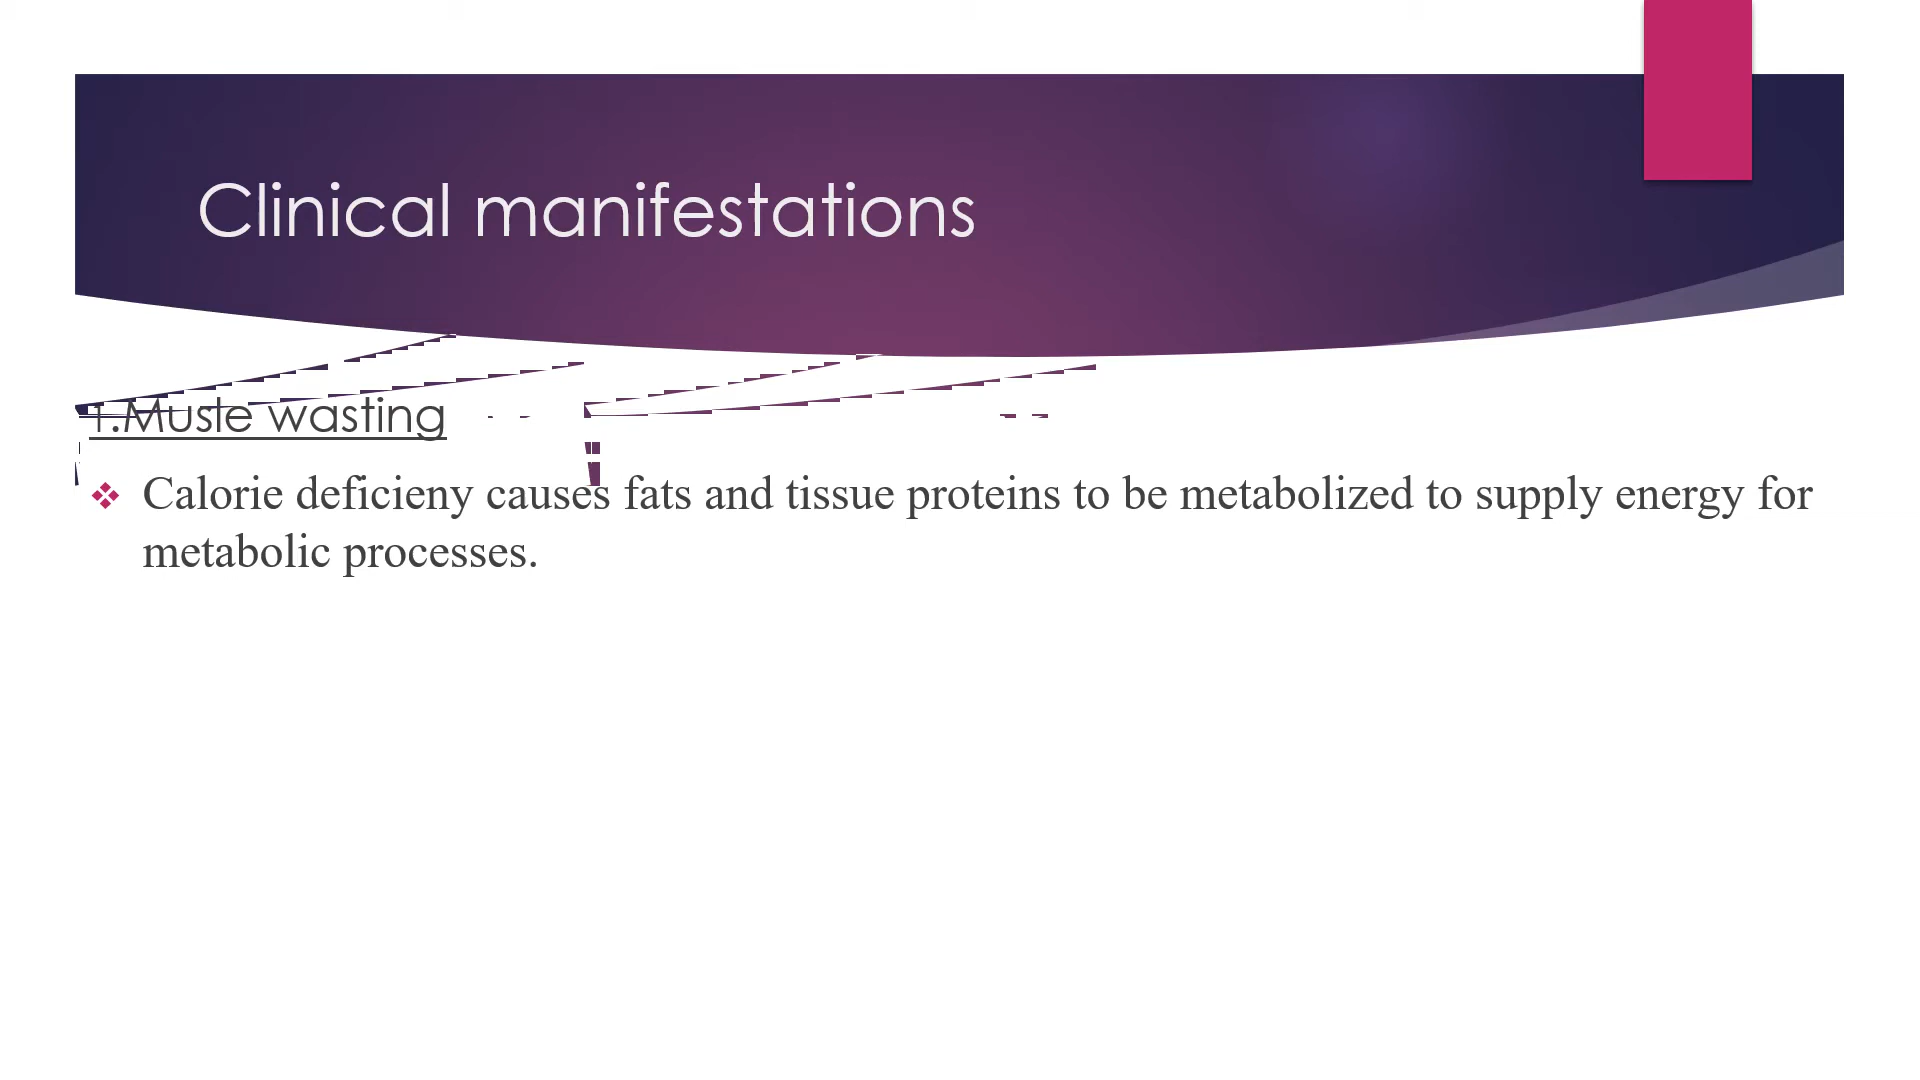 Clinical manifestations
1.Musle wasting
Calorie deficieny causes fats and tissue proteins to be metabolized to supply energy for
metabolic processes.